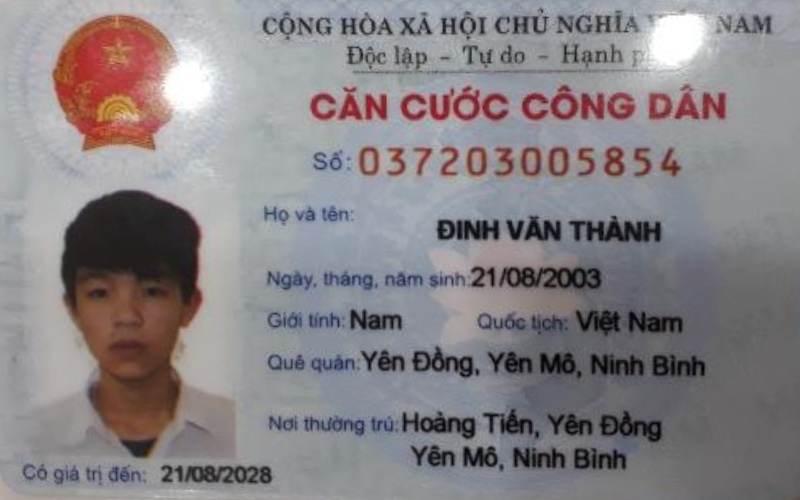 CỘNG HÒA XÃ HỘI CHỦ NGHĨA NAM
Độc lập - Tự do - Hạnh
CĂN CƯỚC CÔNG DÂN
Số: 037203005854
Họ và tên: ĐINH VĂN THÀNH
Ngày, tháng, năm sinh: 21/08/2003
Giới tính: Nam Quốc tịch: Việt Nam
Quê quán: Yên Đồng, Yên Mô, Ninh Bình
Nơi thường trú: Hoàng Tiến, Yên Đồng
Yên Mô, Ninh Bình
Có giá trị đến: 21/08/2028